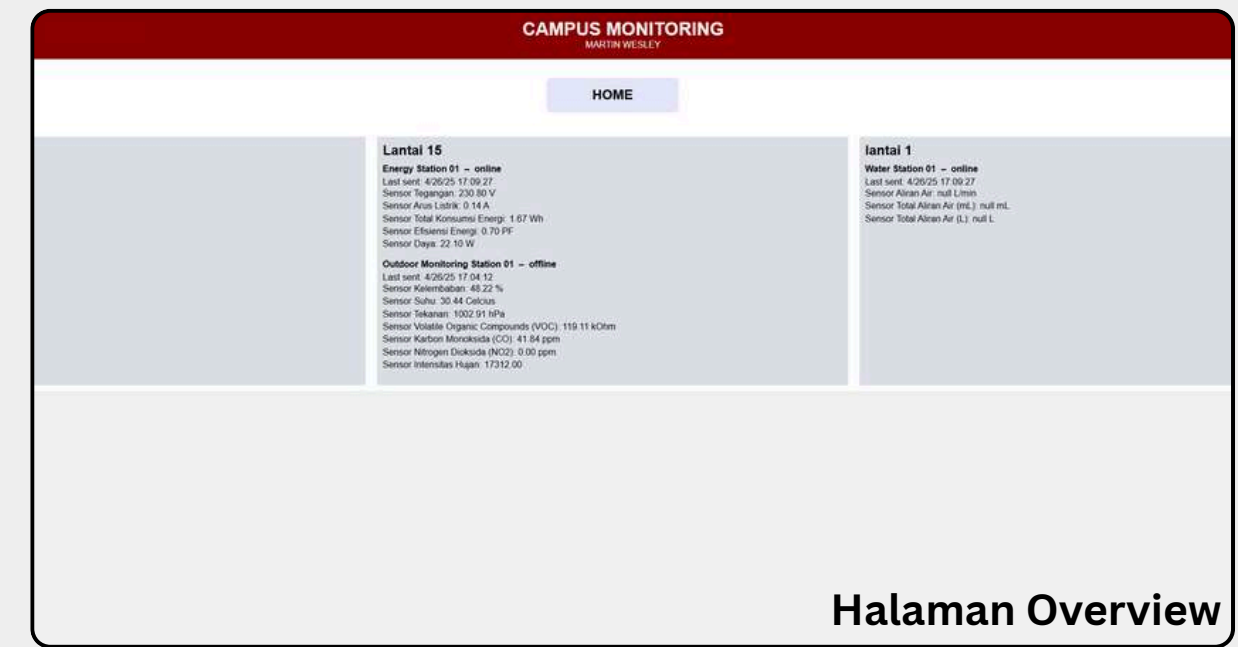 CAMPUS MONITORING
MARTIN WESLEY
HOME
Lantai 15
Energy Station 01 – online
Last sent: 4/26/25 17:09:27
Sensor Tegangan: 230.80 V
Sensor Arus Listrik: 0.14 A
Sensor Total Konsumsi Energi: 1.67 Wh
Sensor Efisiensi Energi: 0.70 PF
Sensor Daya: 22.10 W
Outdoor Monitoring Station 01 – offline
Last sent: 4/26/25 17:04:12
Sensor Kelembaban: 48.22 %
Sensor Suhu: 30.44 Celcius
Sensor Tekanan: 1002.91 hPa
Sensor Volatile Organic Compounds (VOC): 119.11 kOhm
Sensor Karbon Monoksida (CO): 41.84 ppm
Sensor Nitrogen Dioksida (NO2): 0.00 ppm
Sensor Intensitas Hujan: 17312.00
lantai 1
Water Station 01 – online
Last sent: 4/26/25 17:09:27
Sensor Aliran Air: null L/min
Sensor Total Aliran Air (mL): null mL
Sensor Total Aliran Air (L): null L
Halaman Overview